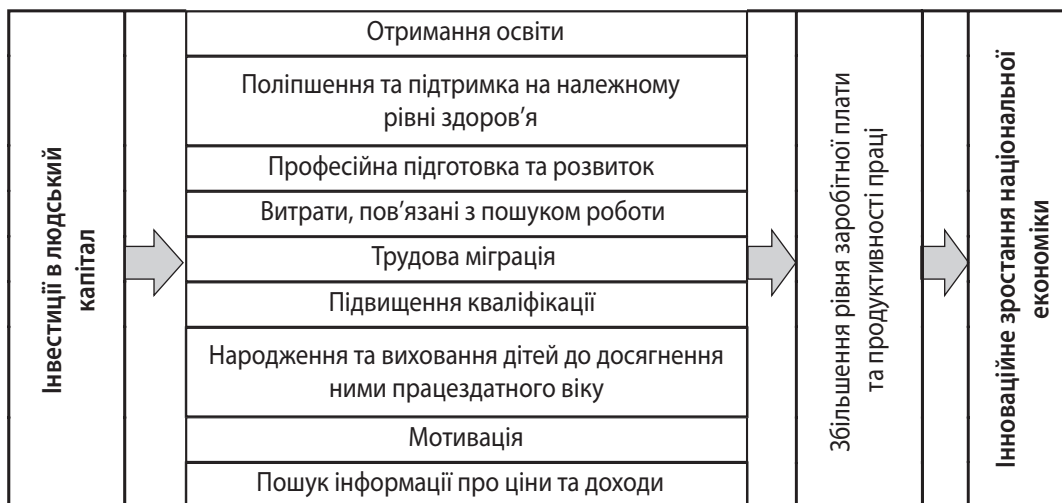 Інвестиції в людський
капітал
Отримання освіти
Поліпшення та підтримка на належному
рівні здоров’я
Професійна підготовка та розвиток
Витрати, пов’язані з пошуком роботи
Трудова міграція
Підвищення кваліфікації
Народження та виховання дітей до досягнення
ними працездатного віку
Мотивація
Пошук інформації про ціни та доходи
Збільшення рівня заробітної плати
та продуктивності праці
Інноваційне зростання національної
економіки